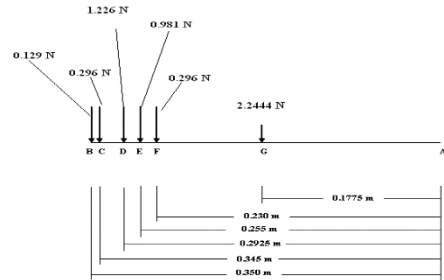 1.226 N
0.981 N
0.129 N
0.296 N
0.296 N
2.2444 N
B C D E F G A
0.1775 m
0.230 m
0.255 m
0.2925 m
0.345 m
0.350 m